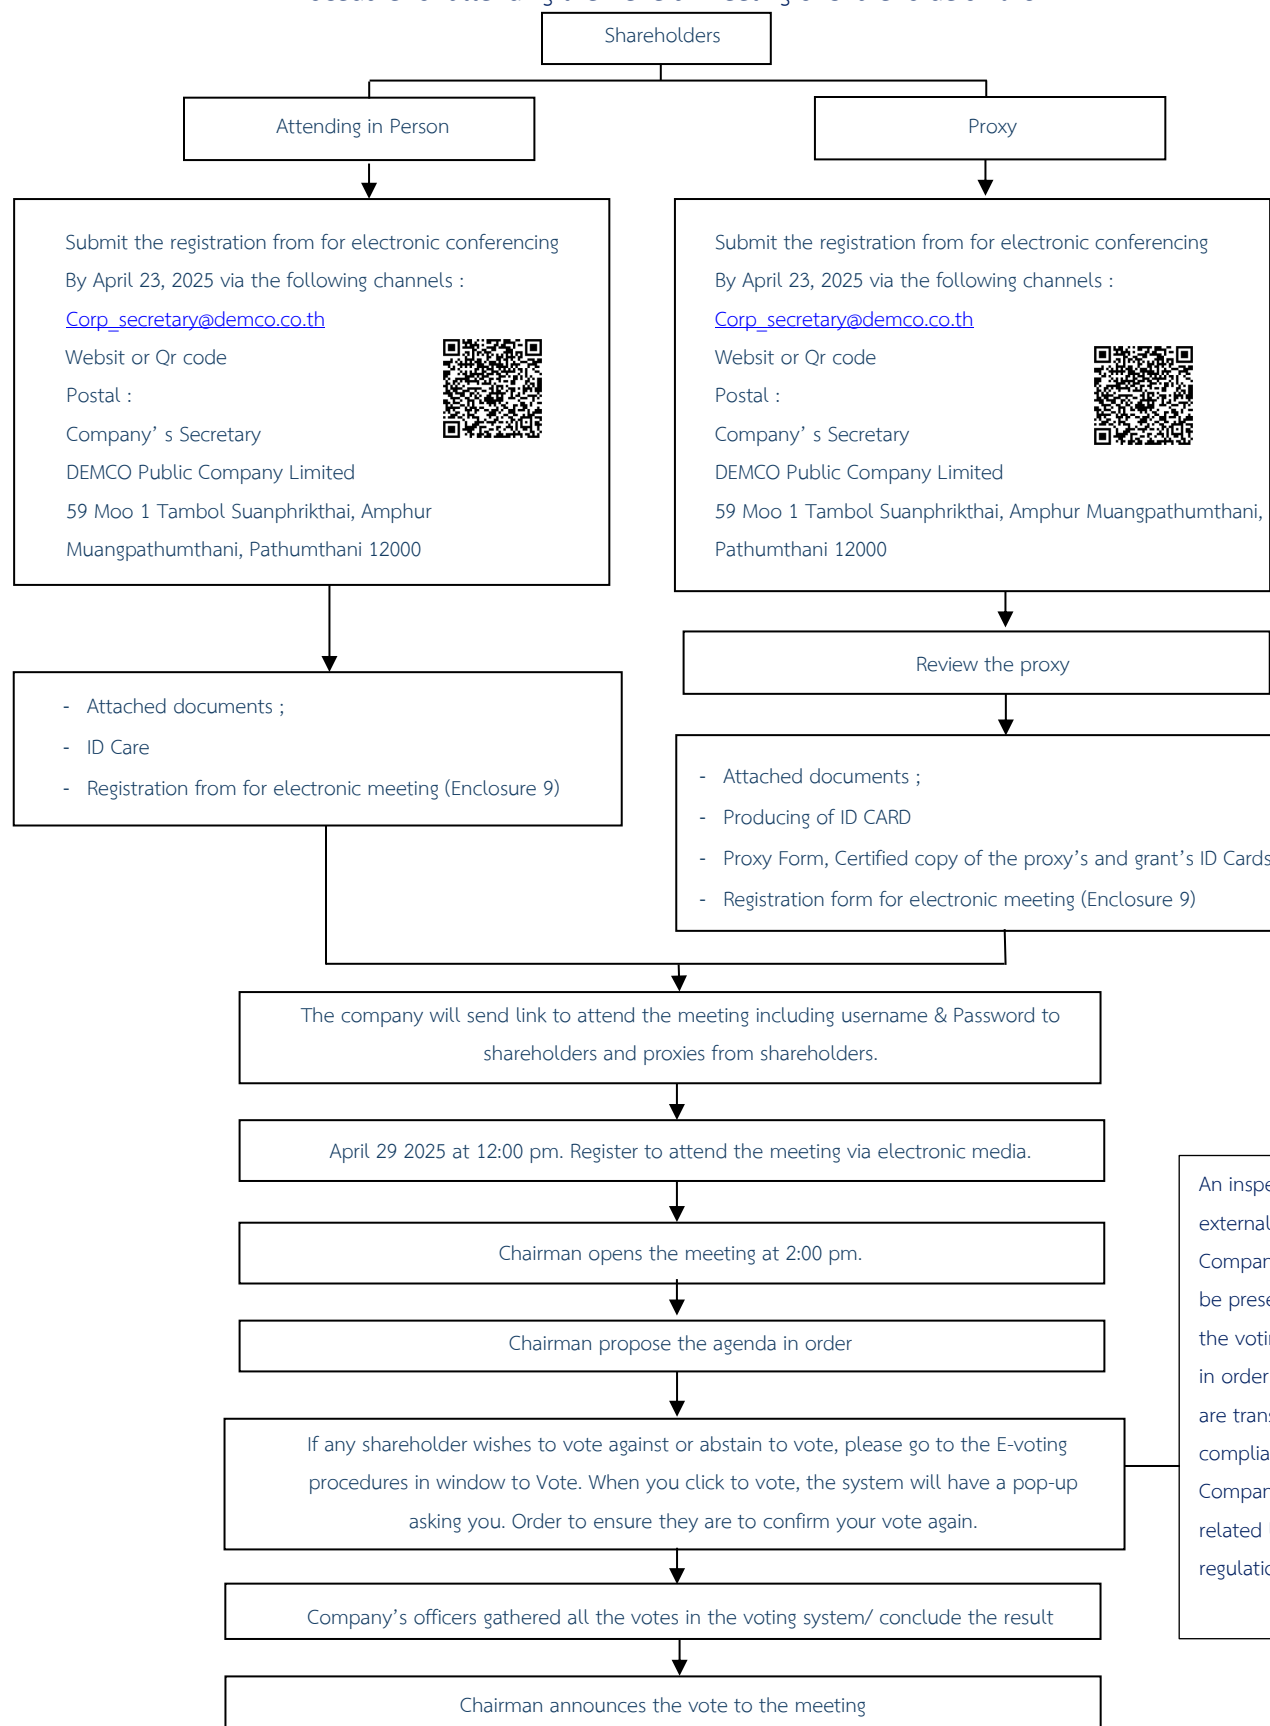 Shareholders
Attending in Person
Proxy
Submit the registration from for electronic conferencing
By April 23, 2025 via the following channels :
Corp_secretary@demco.co.th
Websit or Qr code
Postal :
Company' s Secretary
DEMCO Public Company Limited
59 Moo 1 Tambol Suanphrikthai, Amphur
Muangpathumthani, Pathumthani 12000
Submit the registration from for electronic conferencing
By April 23, 2025 via the following channels :
Corp_secretary@demco.co.th
Websit or Qr code
Postal :
Company' s Secretary
DEMCO Public Company Limited
59 Moo 1 Tambol Suanphrikthai, Amphur Muangpathumthani,
Pathumthani 12000
Review the proxy
- Attached documents ;
- ID Care
- Registration from for electronic meeting (Enclosure 9)
- Attached documents ;
- Producing of ID CARD
- Proxy Form, Certified copy of the proxy's and grant's ID Cards
- Registration form for electronic meeting (Enclosure 9)
The company will send link to attend the meeting including username & Password to
shareholders and proxies from shareholders.
April 29 2025 at 12:00 pm. Register to attend the meeting via electronic media.
Chairman opens the meeting at 2:00 pm.
Chairman propose the agenda in order
If any shareholder wishes to vote against or abstain to vote, please go to the E-voting
procedures in window to Vote. When you click to vote, the system will have a pop-up
asking you. Order to ensure they are to confirm your vote again.
An
external
be
the
in order
are
related
Company's officers gathered all the votes in the voting system/ conclude the result
Chairman announces the vote to the meeting